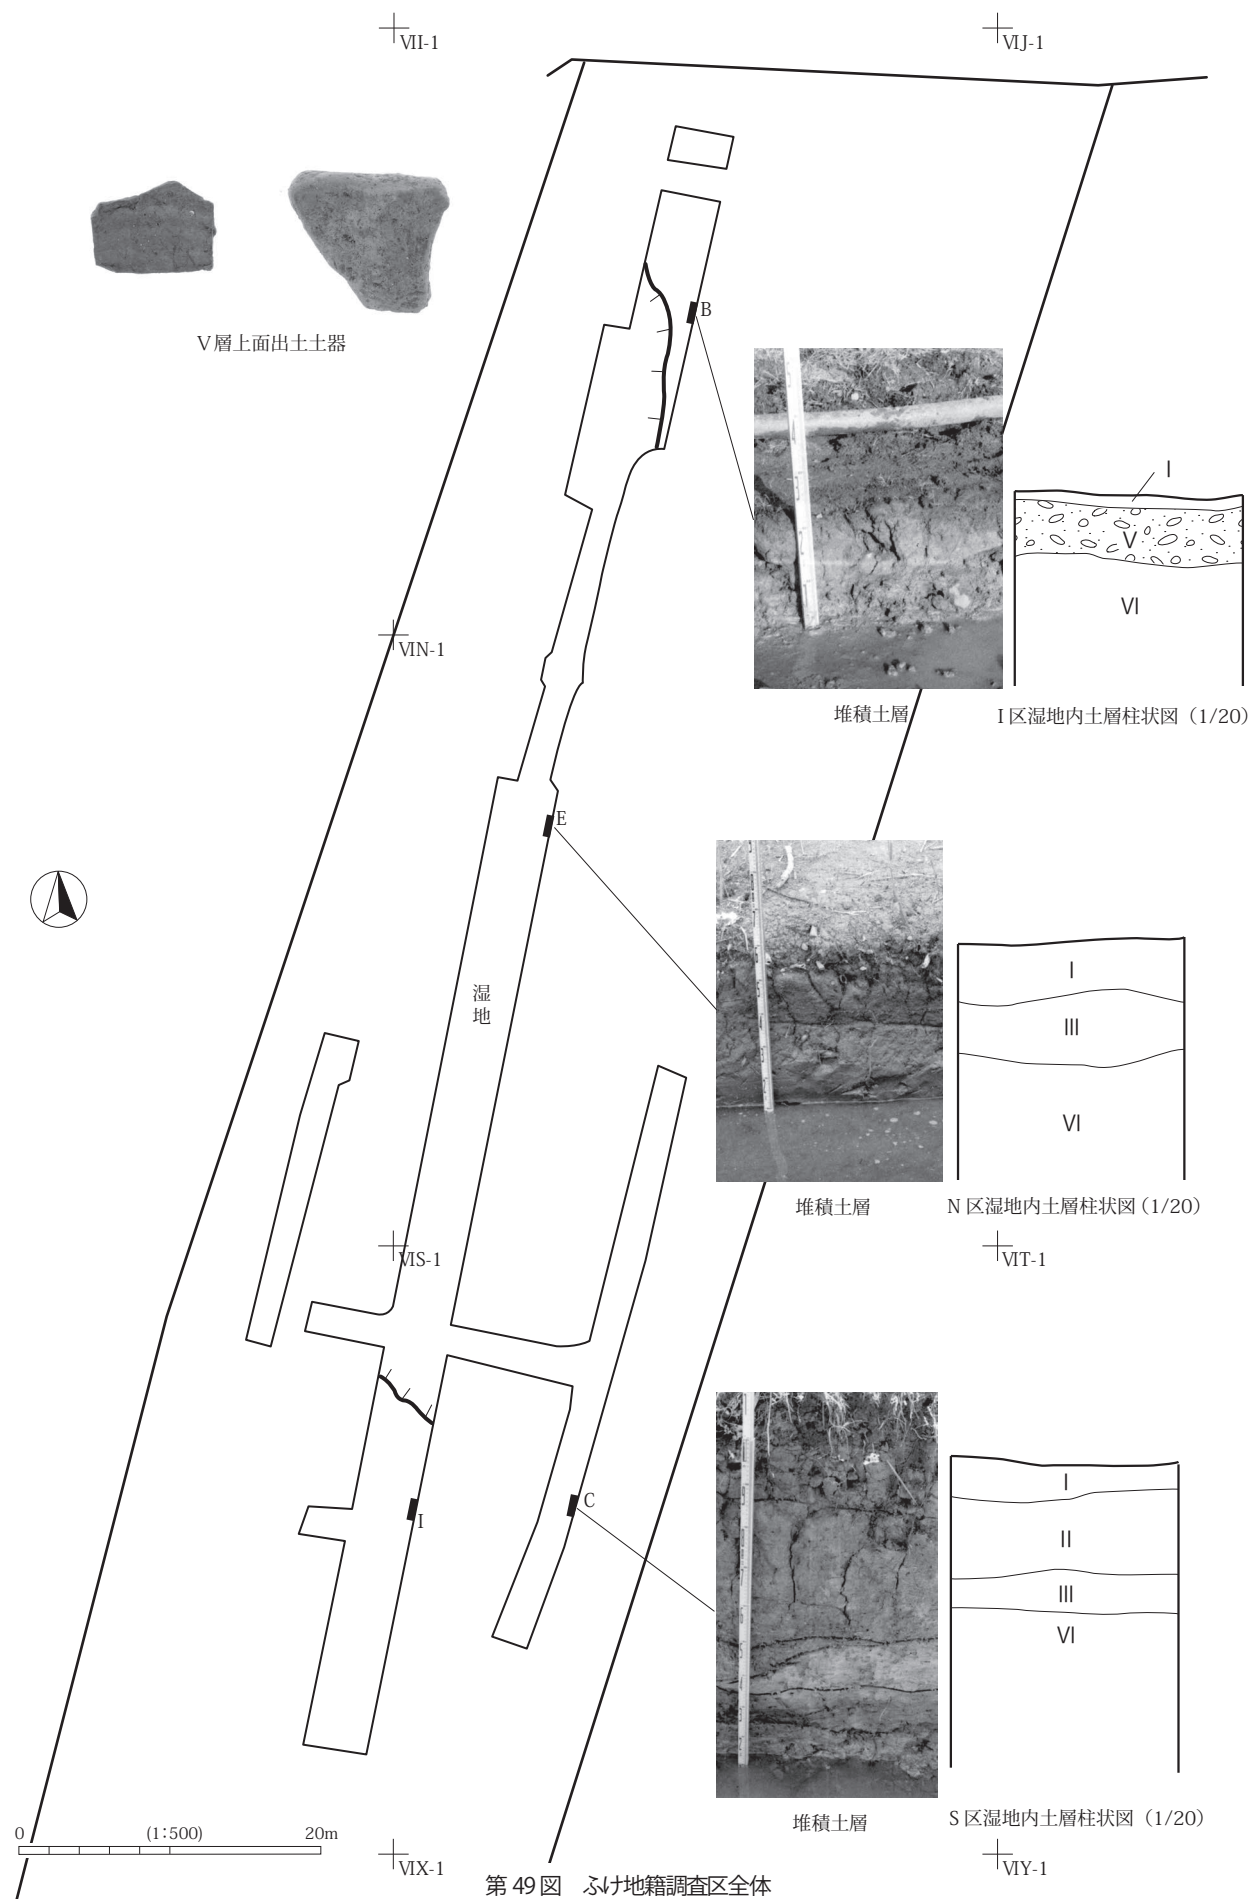 VII-1
VIJ-1
V層上面出土土器
B
I
V
VI
VIN-1
堆積土層
I区湿地内土層柱状図（1/20）
E
湿地
I
III
VI
堆積土層
N区湿地内土層柱状図（1/20）
VIS-1
VIT-1
I
C
I
II
III
VI
堆積土層
S区湿地内土層柱状図（1/20）
0 (1:500) 20m
VIX-1
VIY-1
第49図 ふけ地籍調査区全体